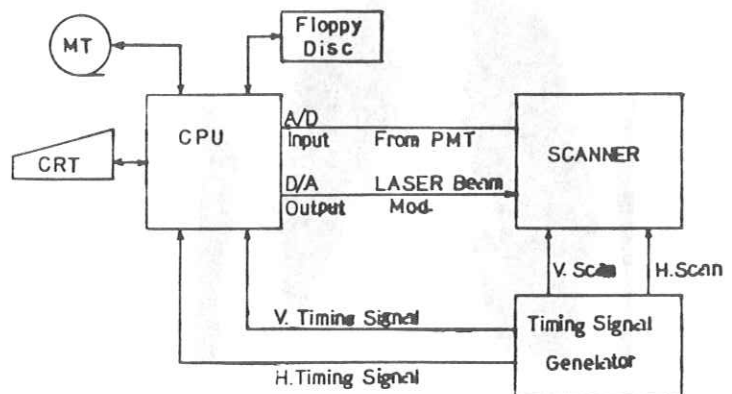 MT
Floppy
Disc
CPU
A/D
Input
From PMT
SCANNER
CRT
D/A
LASER Beam
Output
Mod.
V. Scan
H. Scan
V. Timing Signal
Timing Signal
Genelator
H. Timing Signal